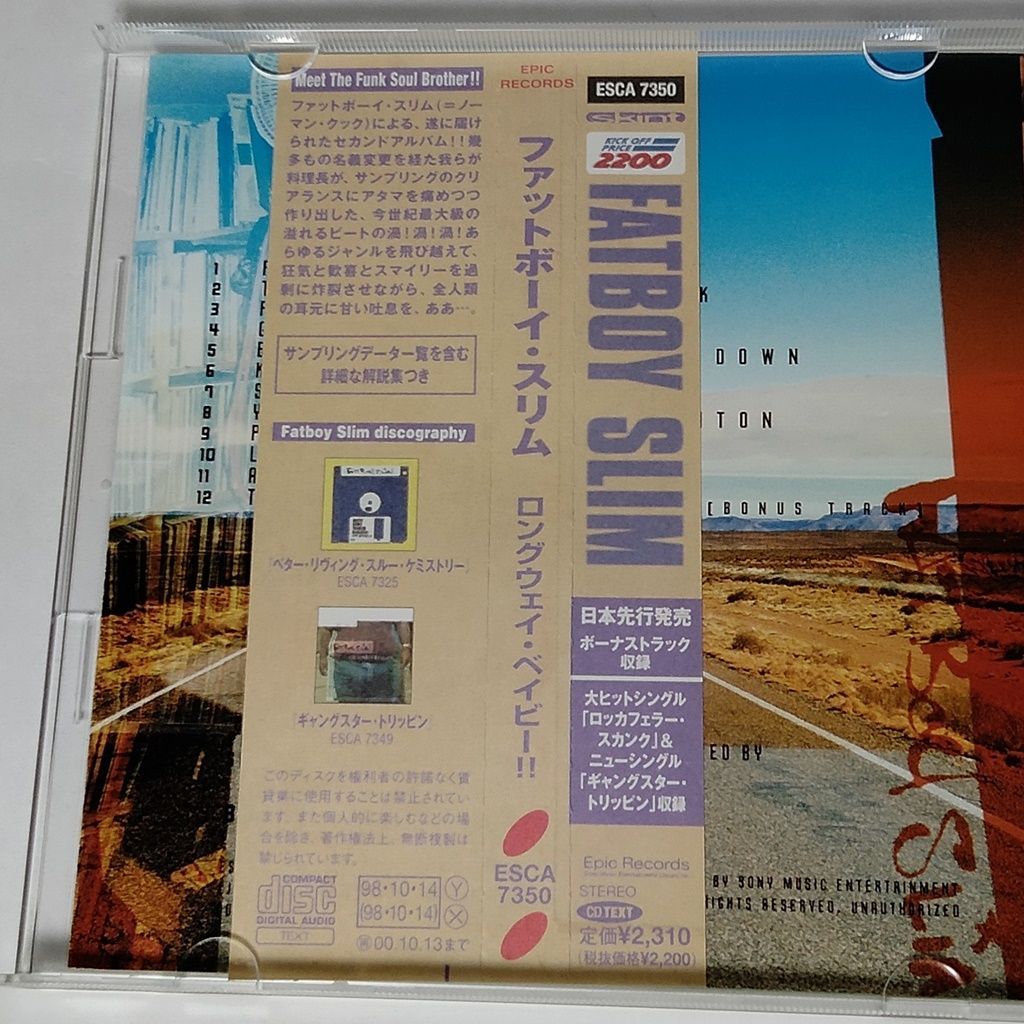 Meet The Funk Soul Brother!!
ファットボーイ・スリム(=ノー
マン・クック)による、遂に届け
られたセカンドアルバム!!幾
多もの名義変更を経た我らが
料理長が、サンプリングのクリ
アランスにアタマを痛めつつ
作り出した、今世紀最大級の
溢れるビートの渦!渦!渦!あ
らゆるジャンルを飛び越えて、
狂気と歓喜とスマイリーを過
剰に炸裂させながら、全人類
の耳元に甘い吐息を、ああ…。
サンプリングデーター覧を含む
詳細な解説集つき
Fatboy Slim discography
『ベター・リヴィング・スルー・ケミストリー』
ESCA 7325
『ギャングスター・トリッピン』
ESCA 7349
このディスクを権利者の許諾なく賃
貸業に使用することは禁止されてい
ます。また個人的に楽しむなどの場
合を除き、著作権法上、無断複製は
禁じられています。
COMPACT
disc
DIGITAL AUDIO
TEXT
98・10・14 Y
(98・10・14) X
00.10.13まで
EPIC
RECORDS
ファットボーイ・スリム ロングウェイ・ベイビー!!
ESCA
7350
ESCA 7350
Skint
KICK OFF
PRICE
2200
FATBOY SLIM
日本先行発売
ボーナストラック
収録
大ヒットシングル
「ロッカフェラー・
スカンク」&
ニューシングル
「ギャングスター・
トリッピン」収録
Epic Records
STEREO
CD TEXT
定価¥2,310
(税抜価格¥2,200)
1
2
3
4
5
6
7
8
9
10
11
12
K
DOWN
TON
[BONUS TRACK]
ED BY
BY SONY MUSIC ENTERTAINMENT
IGHTS RESERVED. UNAUTHORIZED